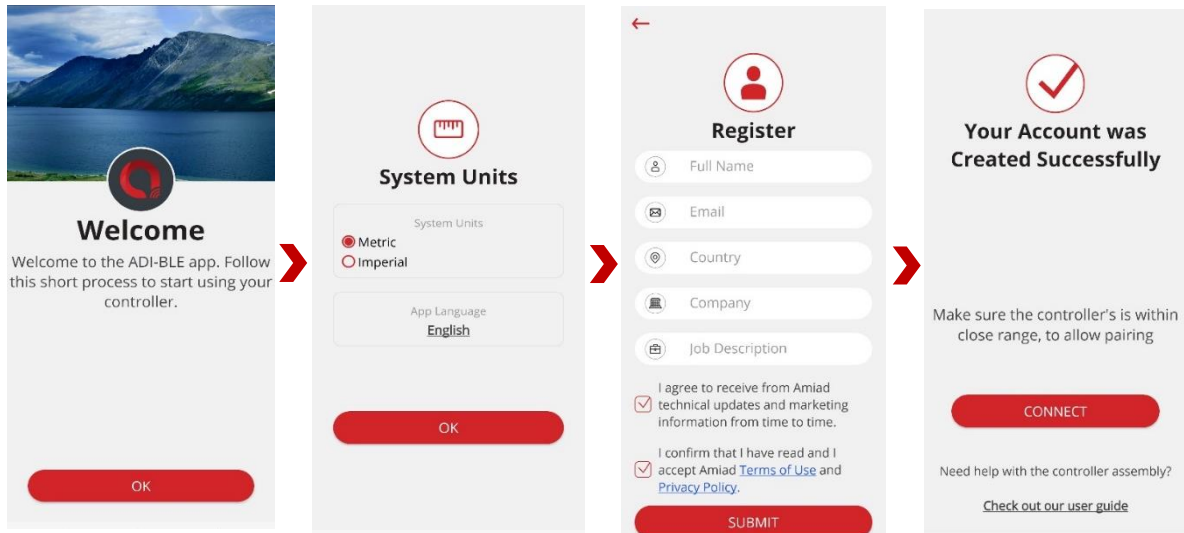 Welcome
Welcome to the ADI-BLE app. Follow
this short process to start using your
controller.
OK
System Units
System Units
Metric
Imperial
App Language
English
OK
Register
Full Name
Email
Country
Company
Job Description
I agree to receive from Amiad
technical updates and marketing
information from time to time.
I confirm that I have read and I
accept Amiad Terms of Use and
Privacy Policy.
SUBMIT
Your Account was
Created Successfully
Make sure the controller's is within
close range, to allow pairing
CONNECT
Need help with the controller assembly?
Check out our user guide